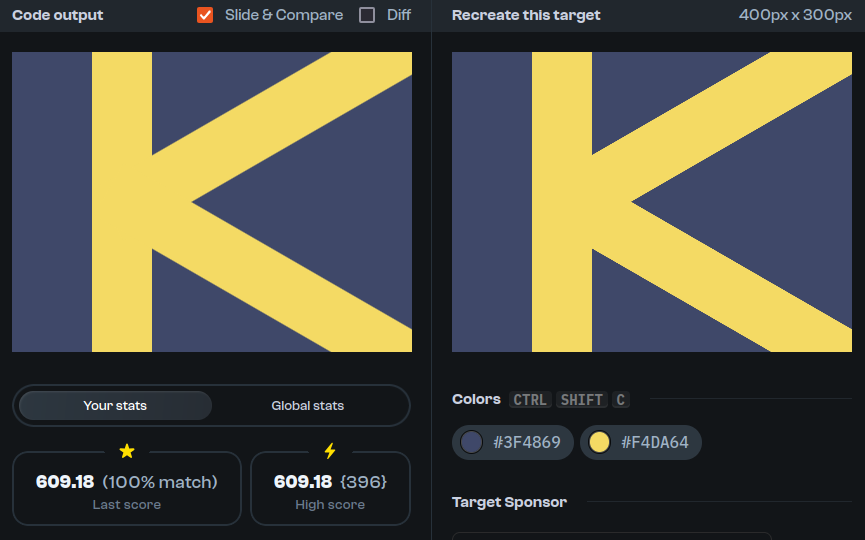 Code output
Slide & Compare
Diff
Recreate this target
400px x 300px
Your stats
Global stats
609.18 (100% match)
Last score
609.18 {396}
High score
Colors CTRL SHIFT C
#3F4869
#F4DA64
Target Sponsor